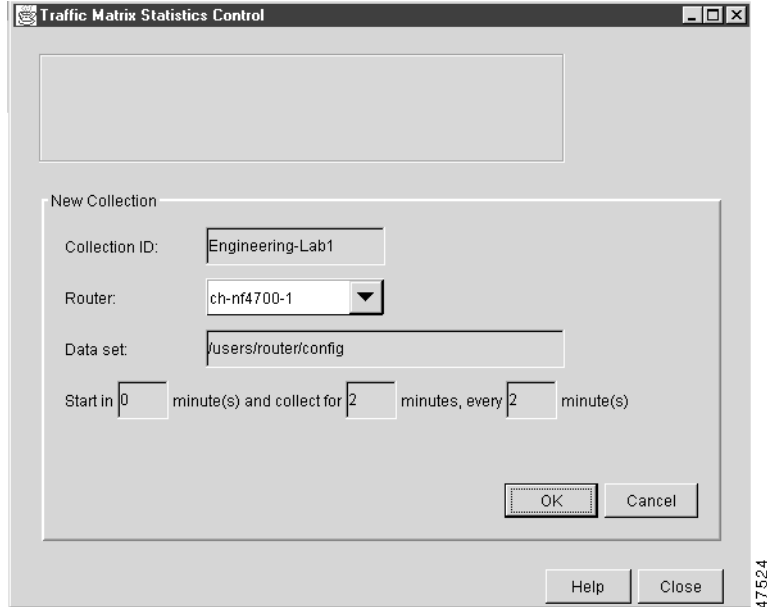 Traffic Matrix Statistics Control
New Collection
Collection ID: Engineering-Lab1
Router: ch-nf4700-1
Data set: /users/router/config
Start in 0 minute(s) and collect for 2 minutes, every 2 minute(s)
OK Cancel
Help Close
47524